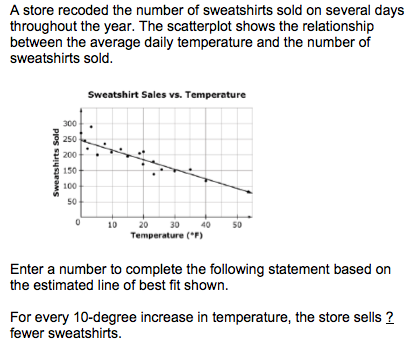 A store recoded the number of sweatshirts sold on several days
throughout the year. The scatterplot shows the relationship
between the average daily temperature and the number of
sweatshirts sold.
Sweatshirt Sales vs. Temperature
Sweatshirts Sold
300
250
200
150
100
50
0
10 20 30 40 50
Temperature (°F)
Enter a number to complete the following statement based on
the estimated line of best fit shown.
For every 10-degree increase in temperature, the store sells ?
fewer sweatshirts.